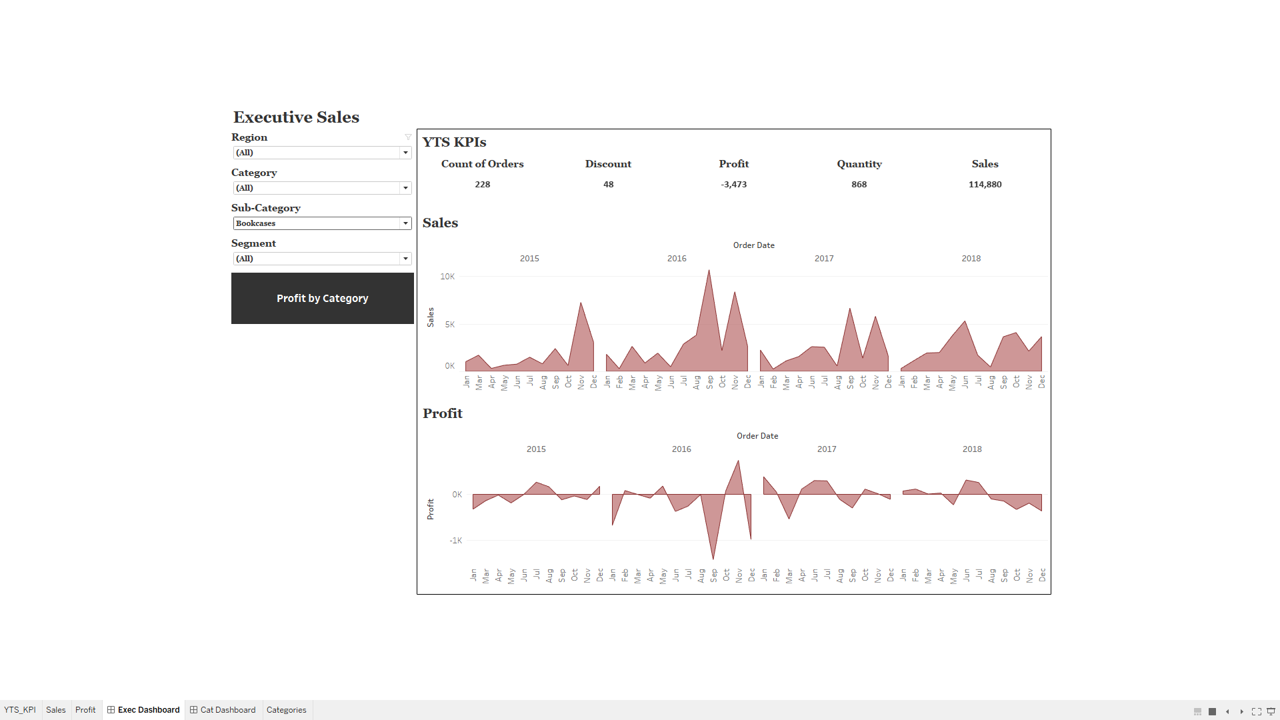 Executive Sales
Region
(All)
Category
(All)
Sub-Category
Bookcases
Segment
(All)
Profit by Category
YTS KPIs
Count of Orders Discount Profit Quantity Sales
228 48 -3,473 868 114,880
Sales
Order Date
2015 2016 2017 2018
10K
5K
0K
Sales
Jan Mar Apr May Jun Jul Aug Sep Oct Nov Dec Jan Feb Mar Apr May Jun Jul Aug Sep Oct Nov Dec Jan Feb Mar Apr Jun Jul Aug Sep Oct Nov Dec Jan Feb Mar Apr May Jun Jul Aug Sep Oct Nov Dec
Profit
Order Date
2015 2016 2017 2018
0K
-1K
Profit
Jan Mar Apr May Jun Jul Aug Sep Oct Nov Dec Jan Feb Mar Apr May Jun Jul Aug Sep Oct Nov Dec Jan Feb Mar Apr Jun Jul Aug Sep Oct Nov Dec Jan Feb Mar Apr May Jun Jul Aug Sep Oct Nov Dec
YTS_KPI Sales Profit Exec Dashboard Cat Dashboard Categories